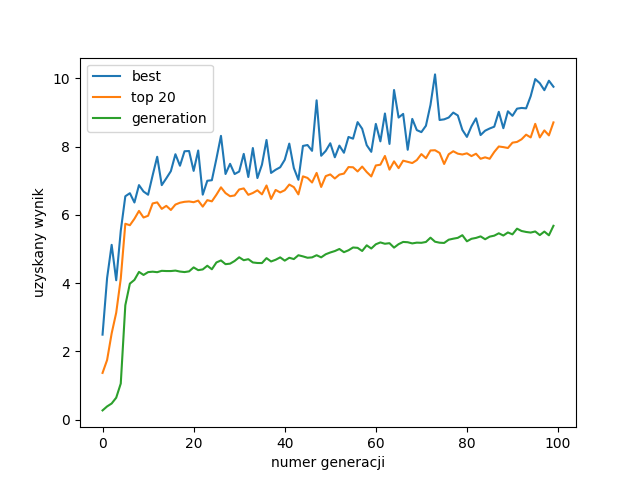 best
top 20
generation
10
8
6
4
2
0
uzyskany wynik
0 20 40 60 80 100
numer generacji